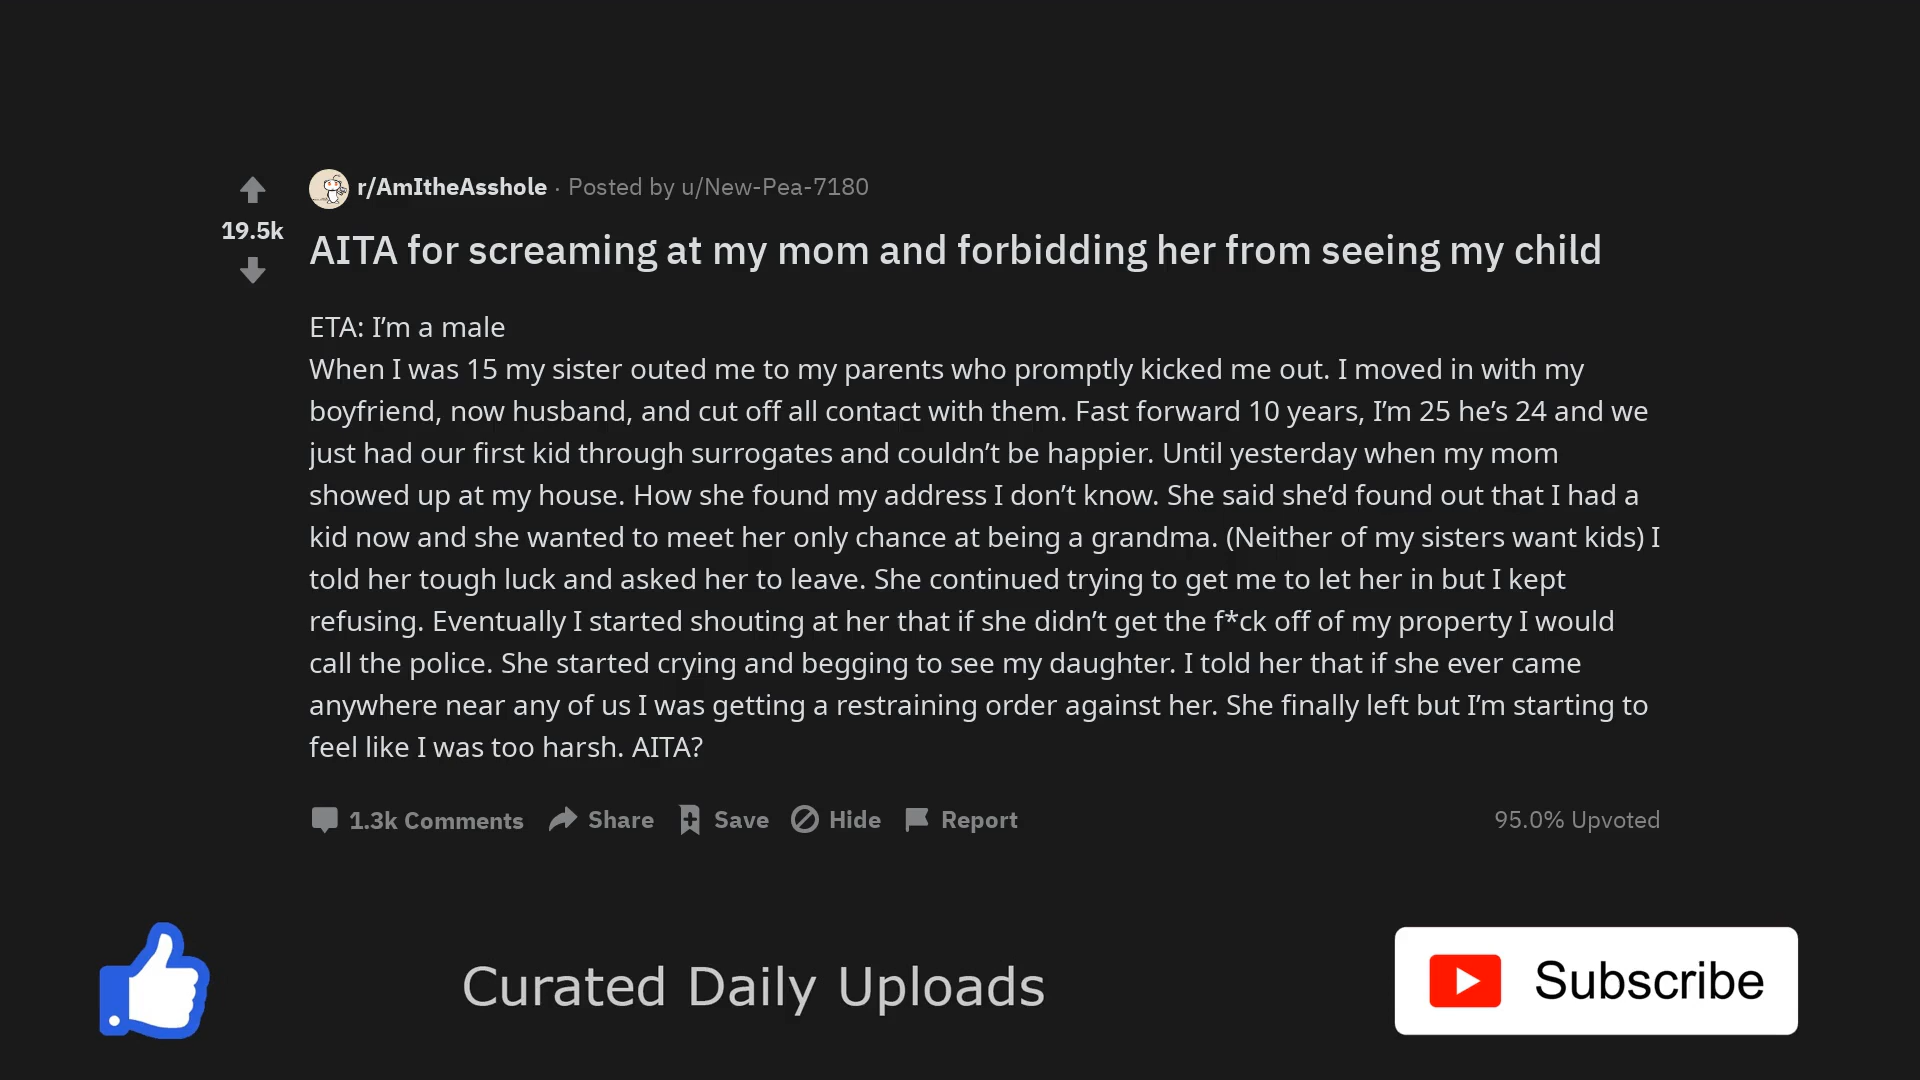 r/AmItheAsshole · Posted by u/New-Pea-7180
19.5k
AITA for screaming at my mom and forbidding her from seeing my child
ETA: I’m a male
When I was 15 my sister outed me to my parents who promptly kicked me out. I moved in with my
boyfriend, now husband, and cut off all contact with them. Fast forward 10 years, I’m 25 he’s 24 and we
just had our first kid through surrogates and couldn’t be happier. Until yesterday when my mom
showed up at my house. How she found my address I don’t know. She said she’d found out that I had a
kid now and she wanted to meet her only chance at being a grandma. (Neither of my sisters want kids) I
told her tough luck and asked her to leave. She continued trying to get me to let her in but I kept
refusing. Eventually I started shouting at her that if she didn’t get the f*ck off of my property I would
call the police. She started crying and begging to see my daughter. I told her that if she ever came
anywhere near any of us I was getting a restraining order against her. She finally left but I’m starting to
feel like I was too harsh. AITA?
1.3k Comments Share Save Hide Report 95.0% Upvoted
Curated Daily Uploads
Subscribe